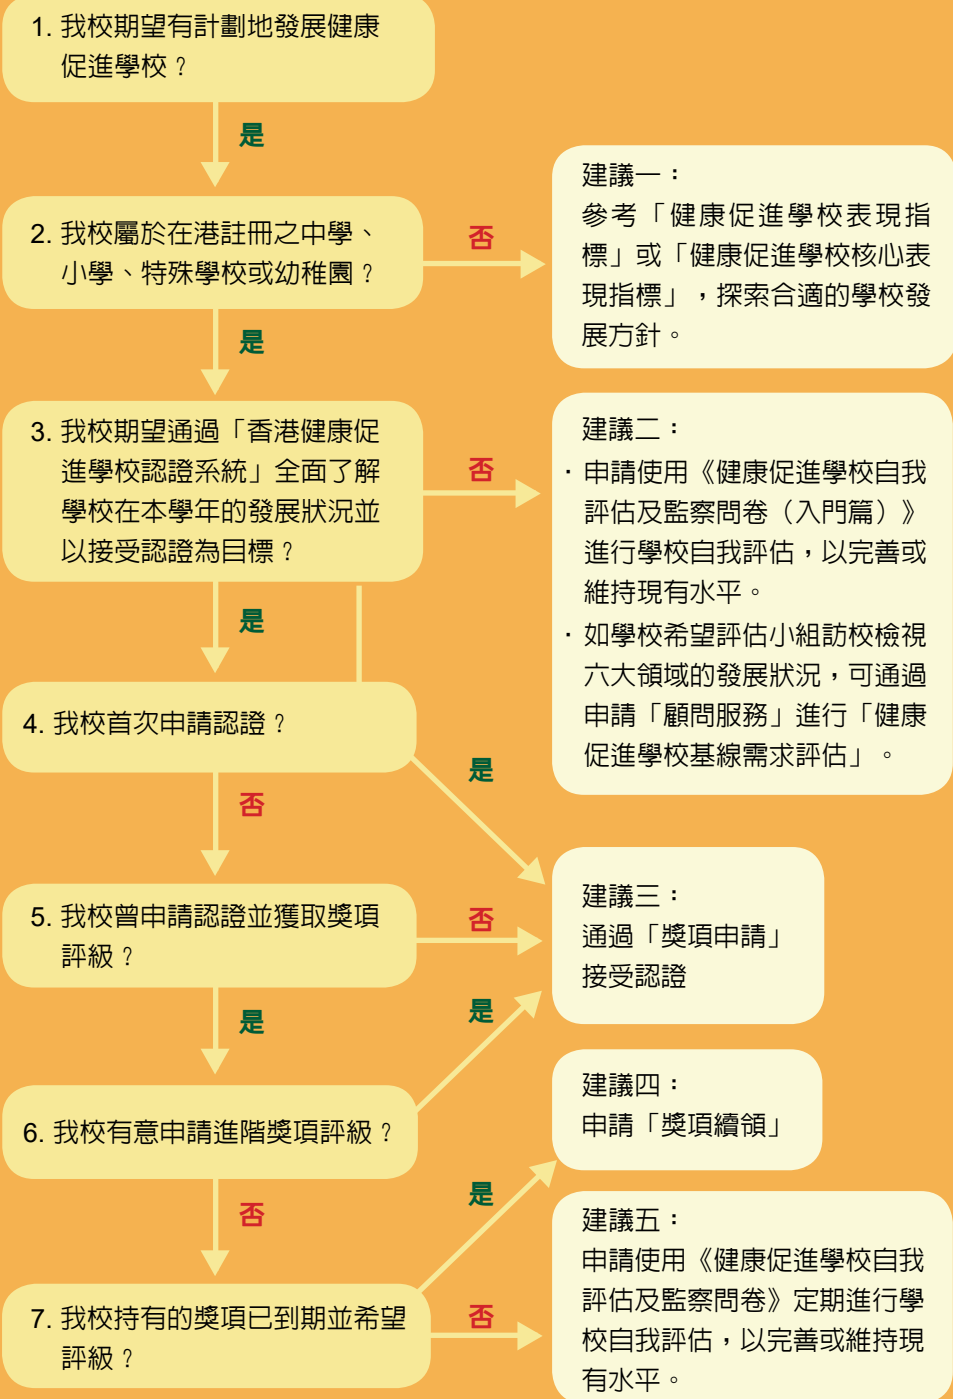 1. 我校期望有計劃地發展健康
促進學校？
是
2. 我校屬於在港註冊之中學、
小學、特殊學校或幼稚園？
否
建議一：
參考「健康促進學校表現指
標」或「健康促進學校核心表
現指標」，探索合適的學校發
展方針。
是
3. 我校期望通過「香港健康促
進學校認證系統」全面了解
學校在本學年的發展狀況並
以接受認證為目標？
否
建議二：
· 申請使用《健康促進學校自我
評估及監察問卷（入門篇）》
進行學校自我評估，以完善或
維持現有水平。
· 如學校希望評估小組訪校檢視
六大領域的發展狀況，可通過
申請「顧問服務」進行「健康
促進學校基線需求評估」。
是
4. 我校首次申請認證？
是
否
建議三：
通過「獎項申請」
接受認證
5. 我校曾申請認證並獲取獎項
評級？
否
是
是
6. 我校有意申請進階獎項評級？
建議四：
申請「獎項續領」
是
否
7. 我校持有的獎項已到期並希望
評級？
否
建議五：
申請使用《健康促進學校自我
評估及監察問卷》定期進行學
校自我評估，以完善或維持現
有水平。